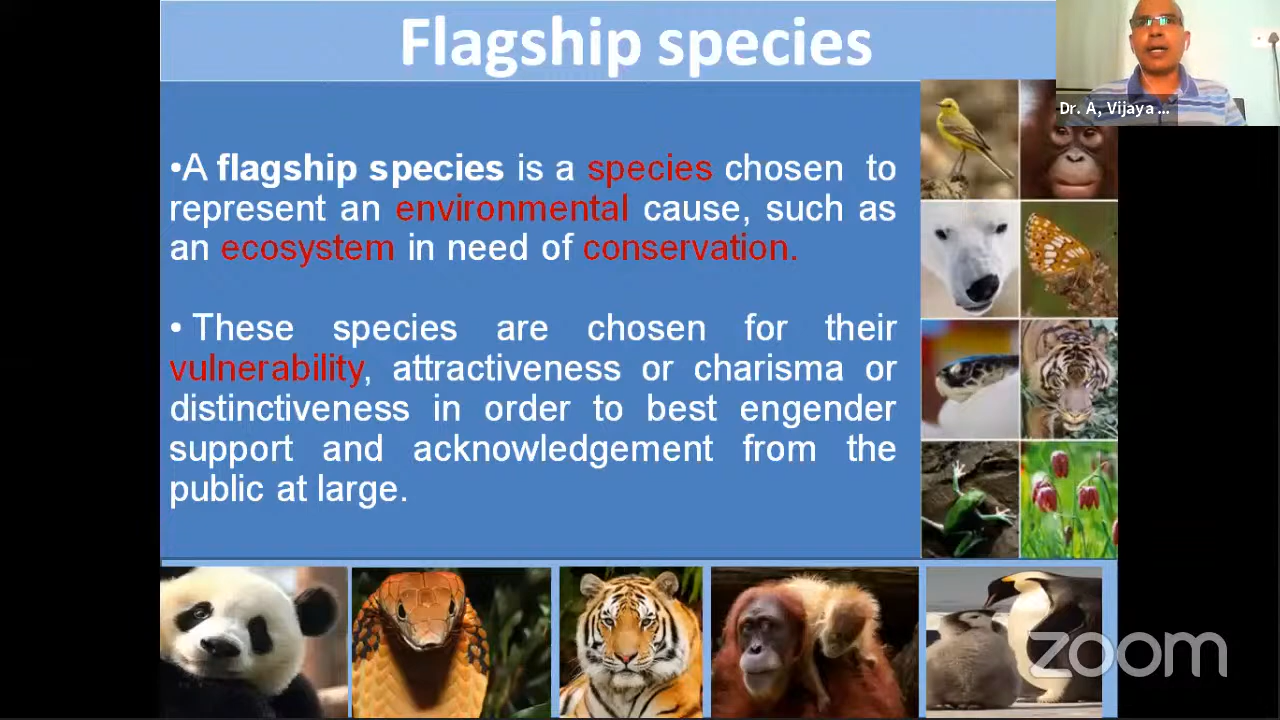 Flagship species
Dr. A, Vijaya ...
•A flagship species is a species chosen to
represent an environmental cause, such as
an ecosystem in need of conservation.
• These species are chosen for their
vulnerability, attractiveness or charisma or
distinctiveness in order to best engender
support and acknowledgement from the
public at large.
zoom